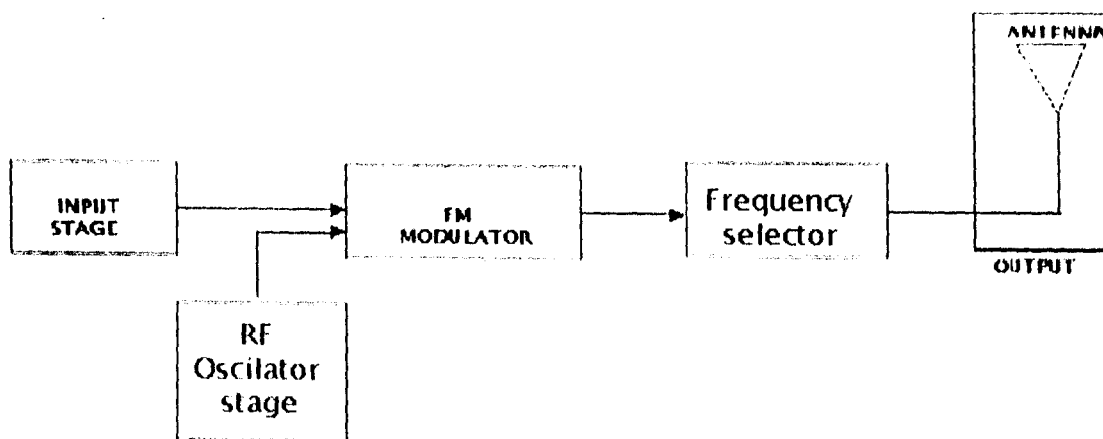 ANTENNA
INPUT
STAGE
FM
MODULATOR
Frequency
selector
OUTPUT
RF
Oscilator
stage